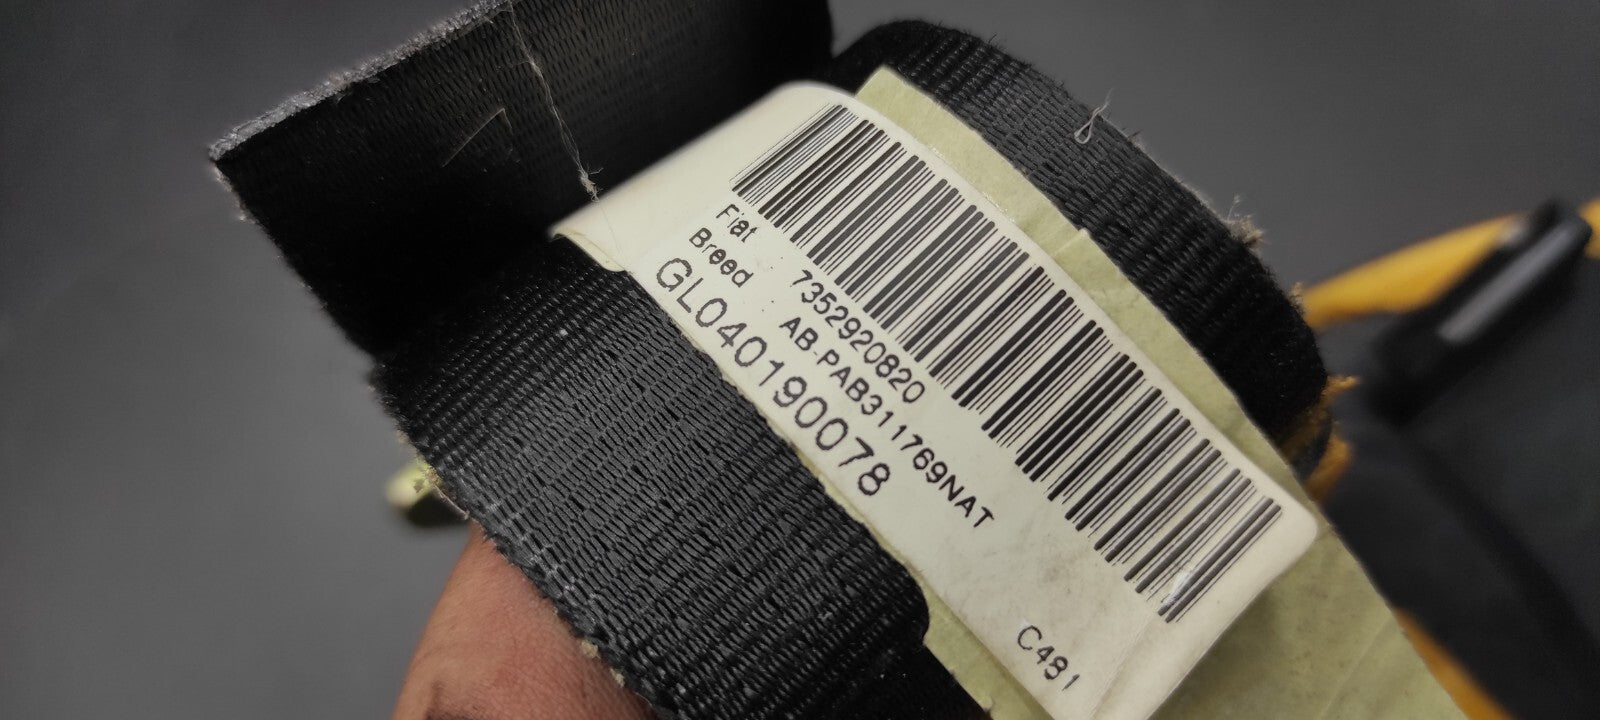 Fiat 7352920820
Breed AB-PAB311769NAT
GL040190078
C481